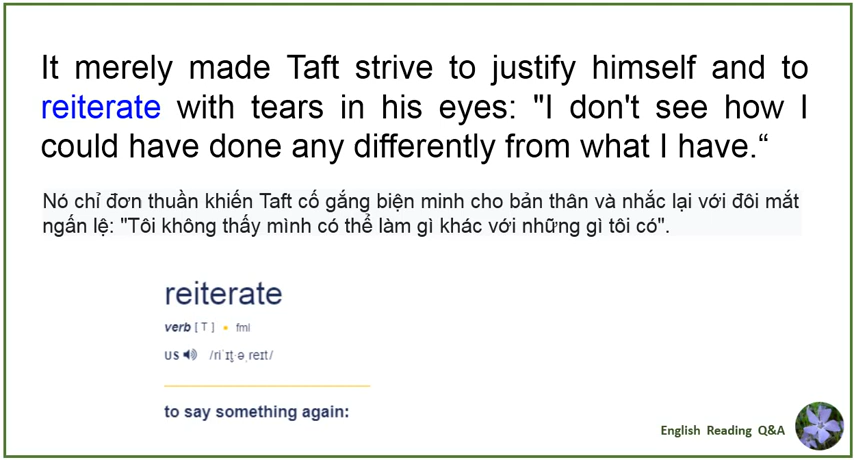 It merely made Taft strive to justify himself and to
reiterate with tears in his eyes: "I don't see how I
could have done any differently from what I have.“
Nó chỉ đơn thuần khiến Taft cố gắng biện minh cho bản thân và nhắc lại với đôi mắt
ngấn lệ: "Tôi không thấy mình có thể làm gì khác với những gì tôi có".
reiterate
verb [ T ] • fml
US /riˈɪt̬·əˌreɪt/
to say something again:
English Reading Q&A